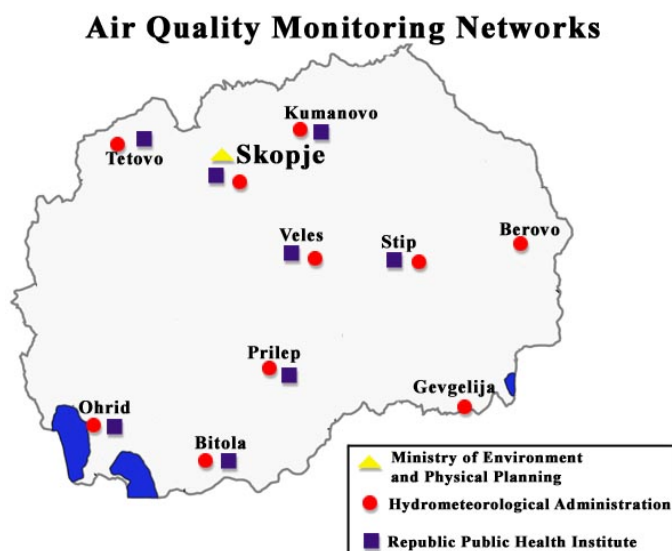 Air Quality Monitoring Networks
Kumanovo
Tetovo
Skopje
Veles
Stip
Berovo
Prilep
Gevgelija
Ohrid
Bitola
Ministry of Environment
and Physical Planning
Hydrometeorological Administration
Republic Public Health Institute